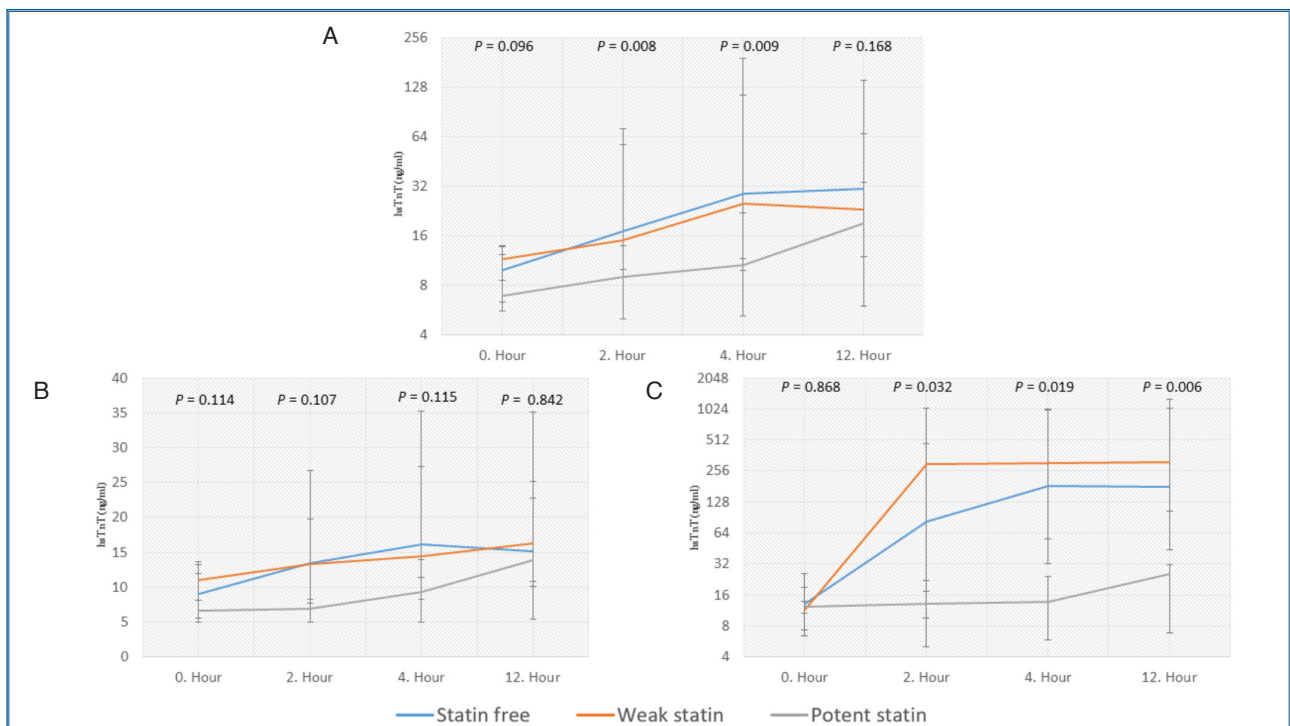 A
P = 0.096 P = 0.008 P = 0.009 P = 0.168
256
128
64
32
16
8
4
hsTnT (ng/ml)
0. Hour 2. Hour 4. Hour 12. Hour
B
P = 0.114 P = 0.107 P = 0.115 P = 0.842
40
35
30
25
20
15
10
5
0
hsTnT (ng/ml)
0. Hour 2. Hour 4. Hour 12. Hour
C
P = 0.868 P = 0.032 P = 0.019 P = 0.006
2048
1024
512
256
128
64
32
16
8
4
hsTnT (ng/ml)
0. Hour 2. Hour 4. Hour 12. Hour
Statin free Weak statin Potent statin